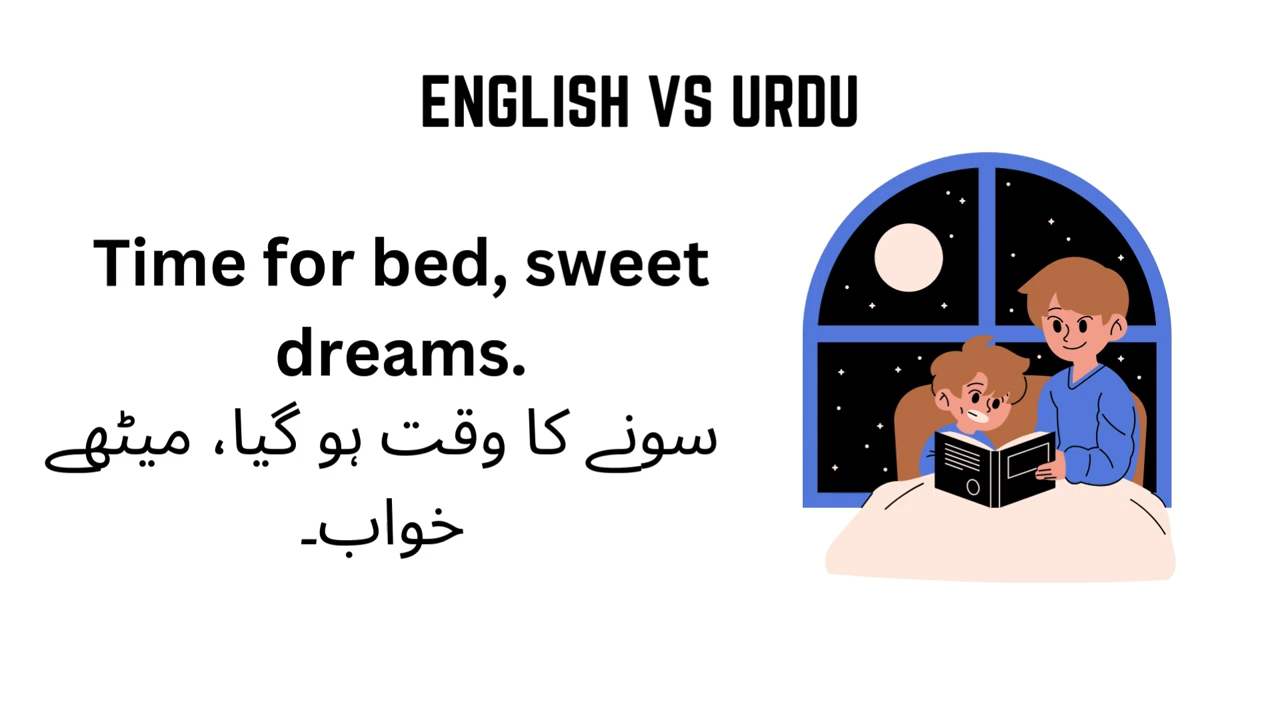 ENGLISH VS URDU
Time for bed, sweet
dreams.
سونے کا وقت ہو گیا، میٹھے
خواب۔